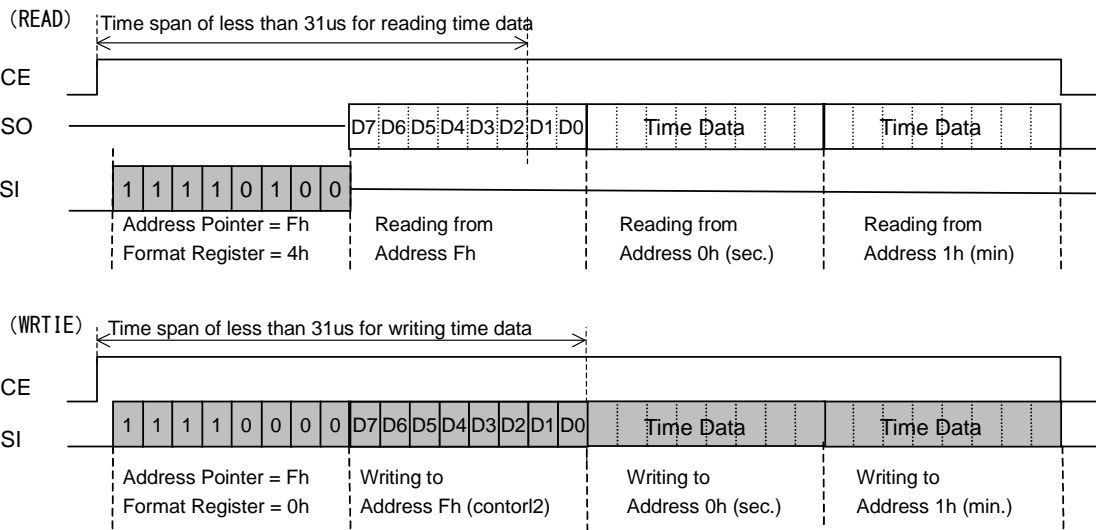 (READ)
Time span of less than 31us for reading time data
CE
SO
D7 D6 D5 D4 D3 D2 D1 D0
Time Data
Time Data
SI
1 1 1 1 0 1 0 0
Address Pointer = Fh
Format Register = 4h
Reading from
Address Fh
Reading from
Address 0h (sec.)
Reading from
Address 1h (min)
(WRTIE)
Time span of less than 31us for writing time data
CE
SI
1 1 1 1 0 0 0 0
D7 D6 D5 D4 D3 D2 D1 D0
Time Data
Time Data
Address Pointer = Fh
Format Register = 0h
Writing to
Address Fh (contorl2)
Writing to
Address 0h (sec.)
Writing to
Address 1h (min.)